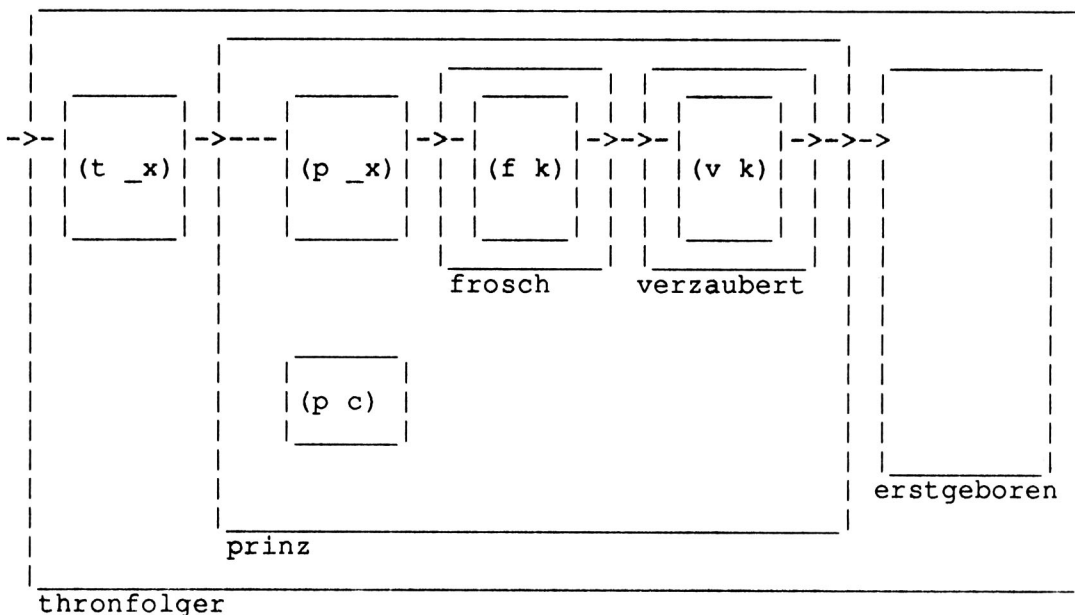 (t _x) (p _x) (f k) (v k)
frosch verzaubert
(p c)
erstgeboren
prinz
thronfolger